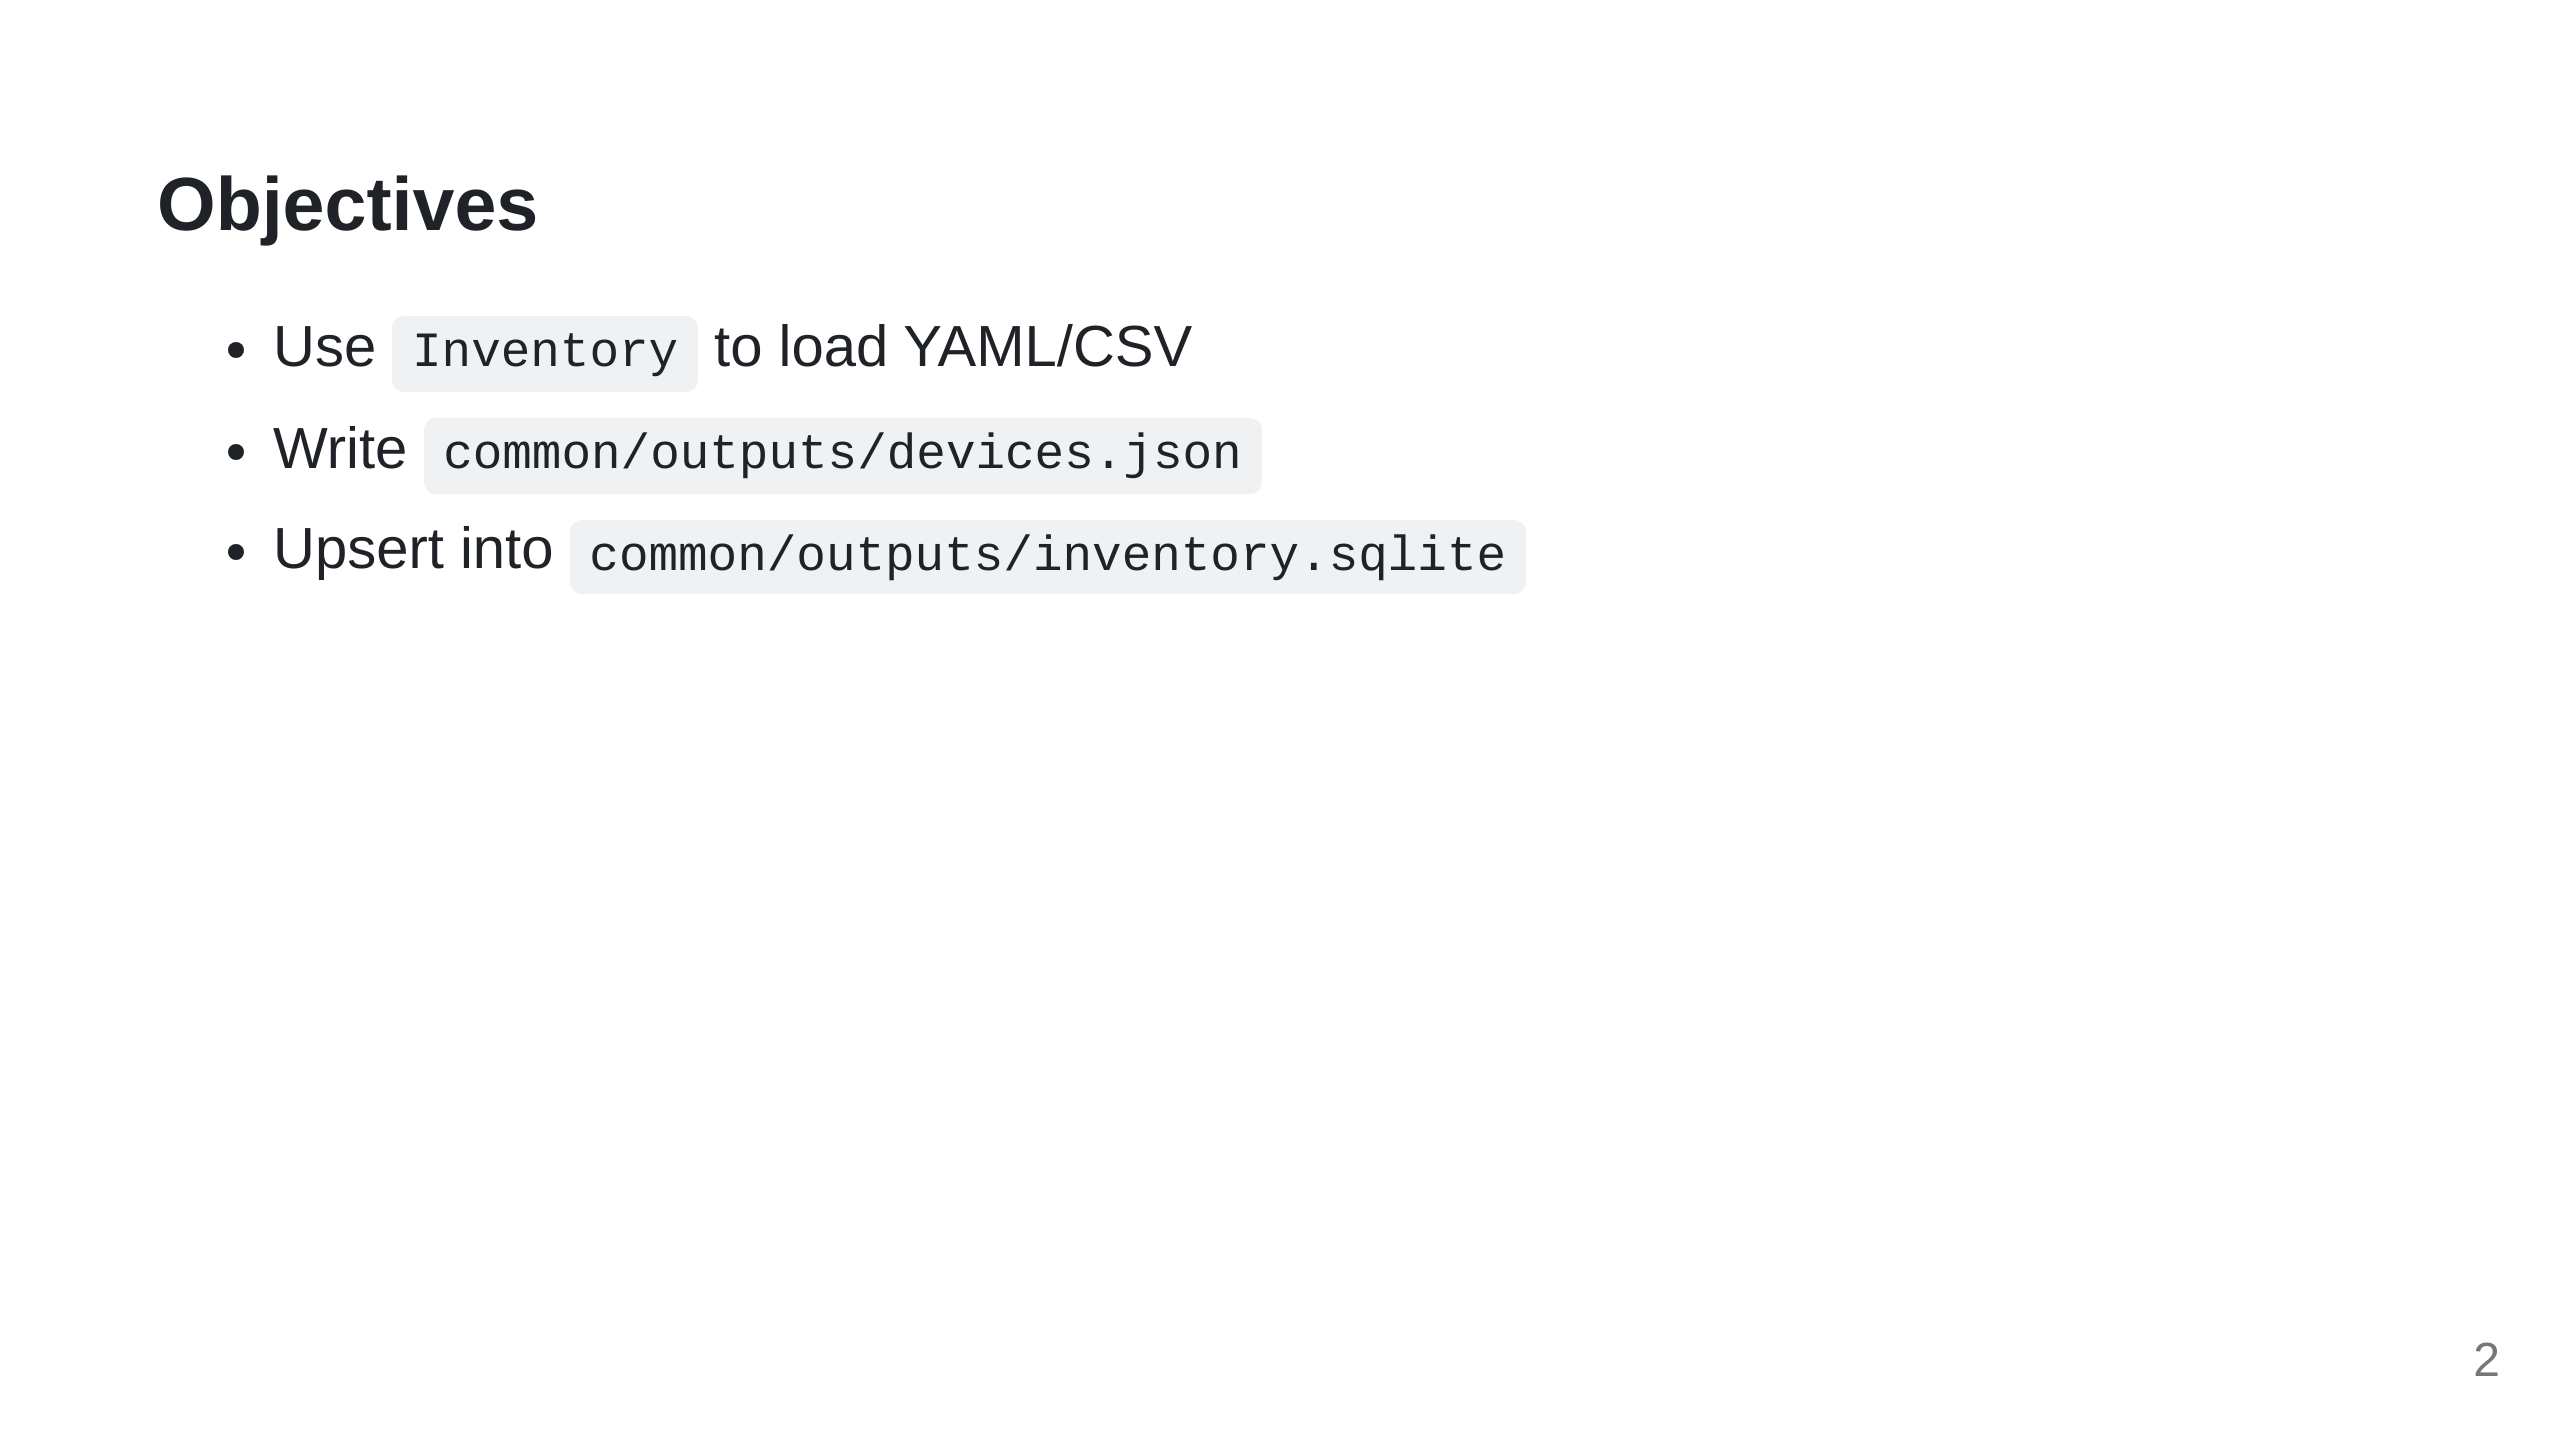 Objectives
• Use Inventory to load YAML/CSV
• Write common/outputs/devices.json
• Upsert into common/outputs/inventory.sqlite
2